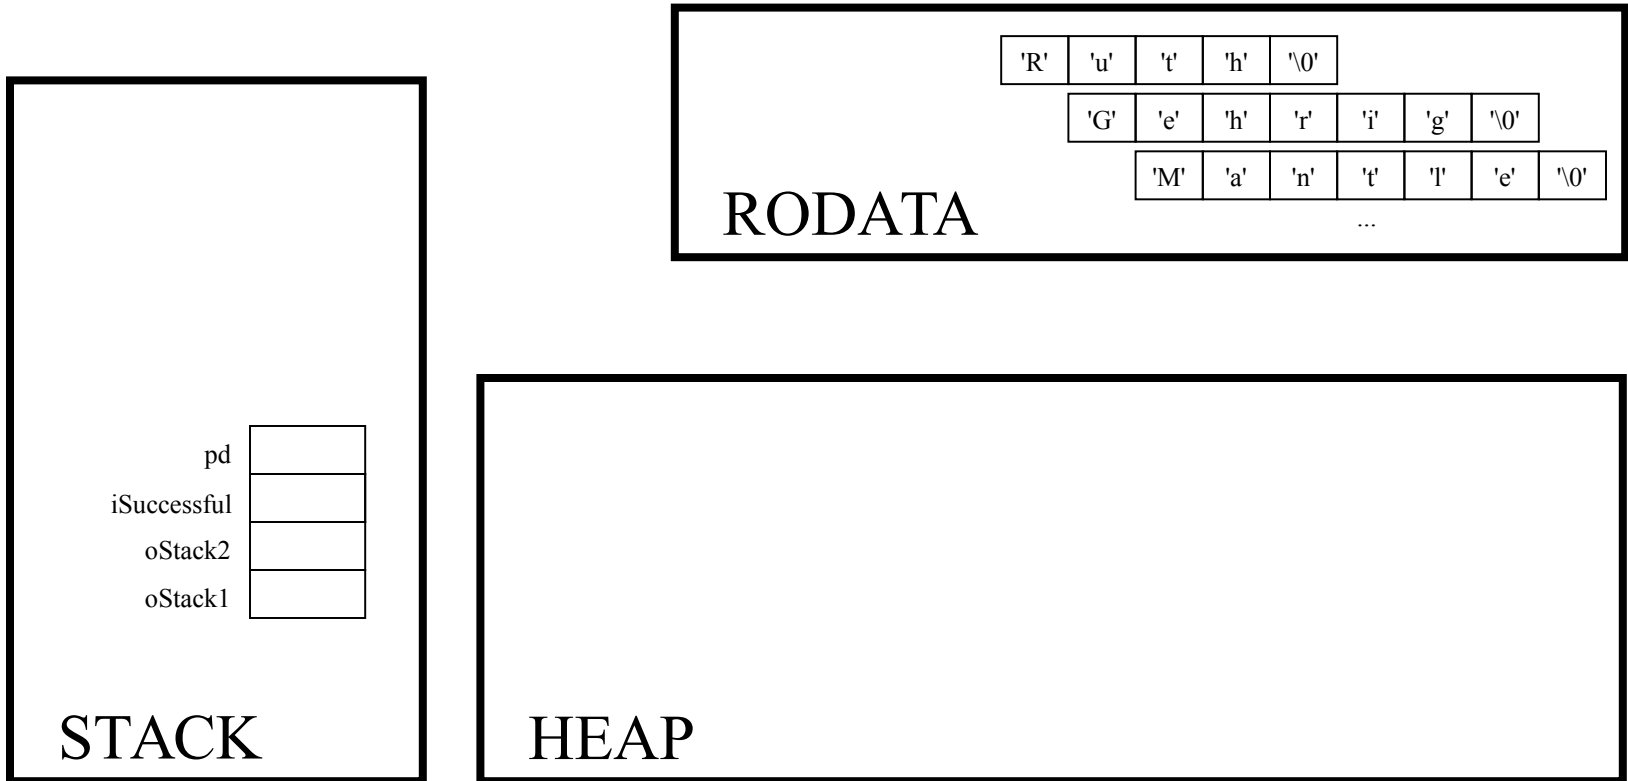 'R' 'u' 't' 'h' '\0'
'G' 'e' 'h' 'r' 'i' 'g' '\0'
'M' 'a' 'n' 't' 'l' 'e' '\0'
...
RODATA
pd
iSuccessful
oStack2
oStack1
STACK
HEAP